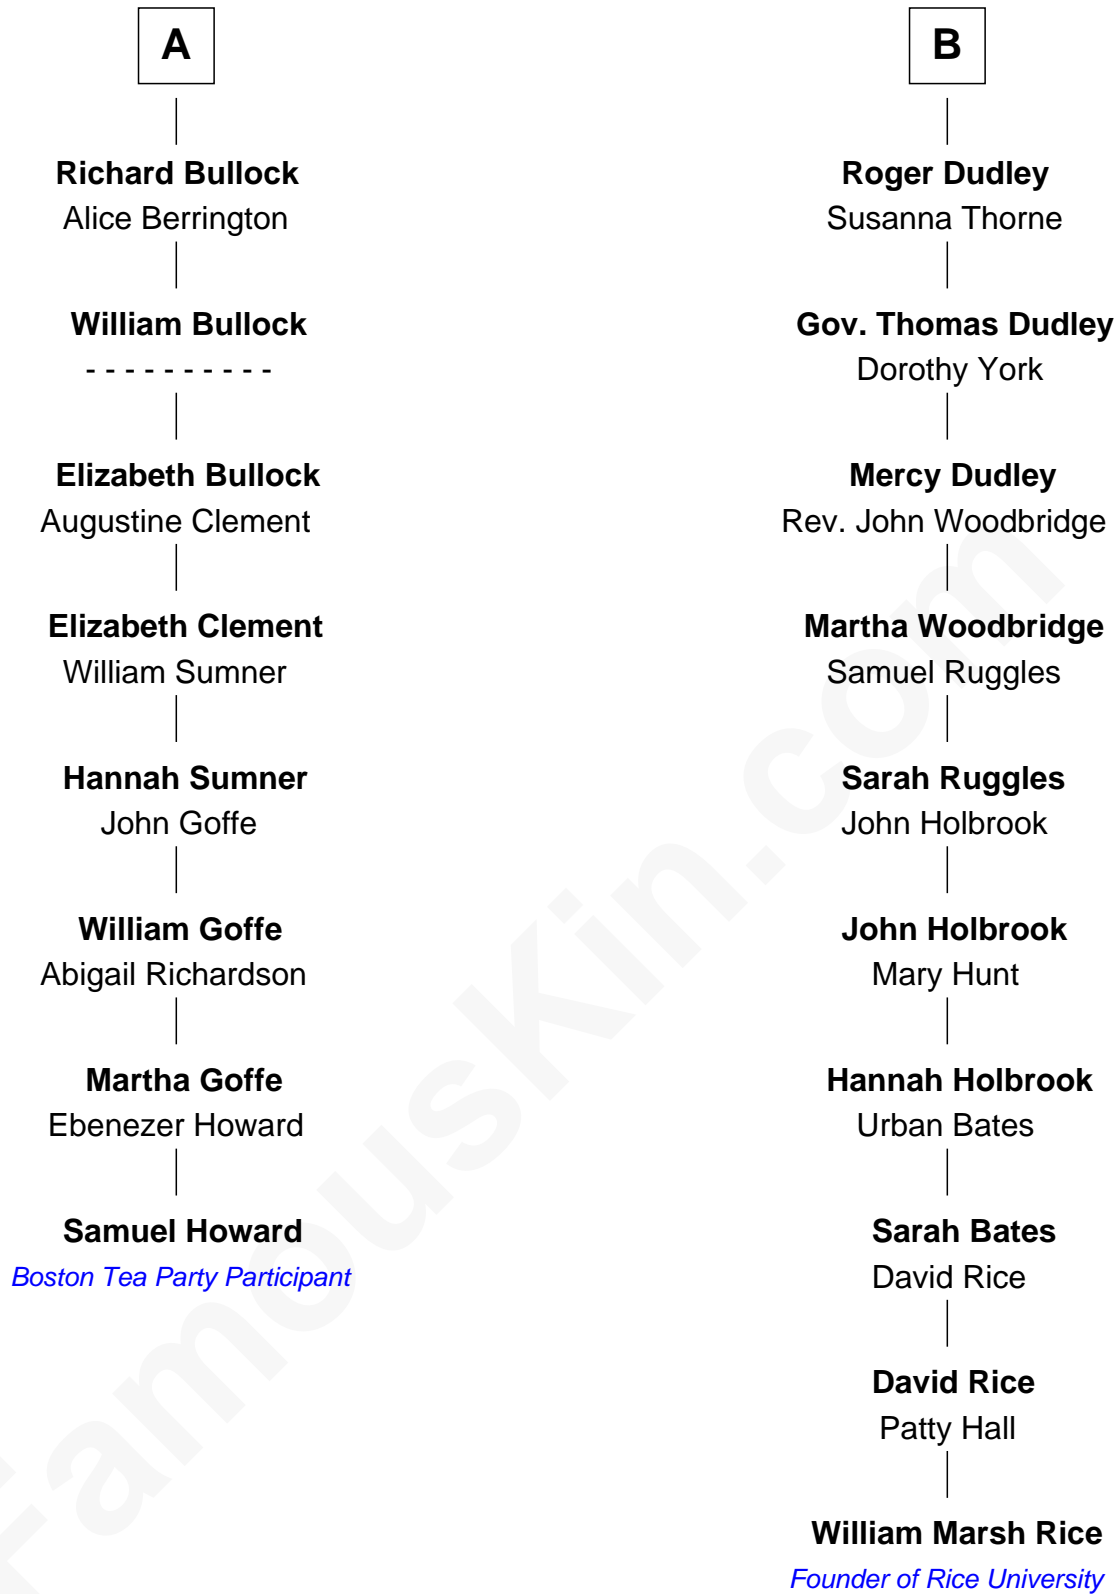 A
Richard Bullock
Alice Berrington
William Bullock
- - - - - - - - - -
Elizabeth Bullock
Augustine Clement
Elizabeth Clement
William Sumner
Hannah Sumner
John Goffe
William Goffe
Abigail Richardson
Martha Goffe
Ebenezer Howard
Samuel Howard
Boston Tea Party Participant
B
Roger Dudley
Susanna Thorne
Gov. Thomas Dudley
Dorothy York
Mercy Dudley
Rev. John Woodbridge
Martha Woodbridge
Samuel Ruggles
Sarah Ruggles
John Holbrook
John Holbrook
Mary Hunt
Hannah Holbrook
Urban Bates
Sarah Bates
David Rice
David Rice
Patty Hall
William Marsh Rice
Founder of Rice University
FamousKin.com